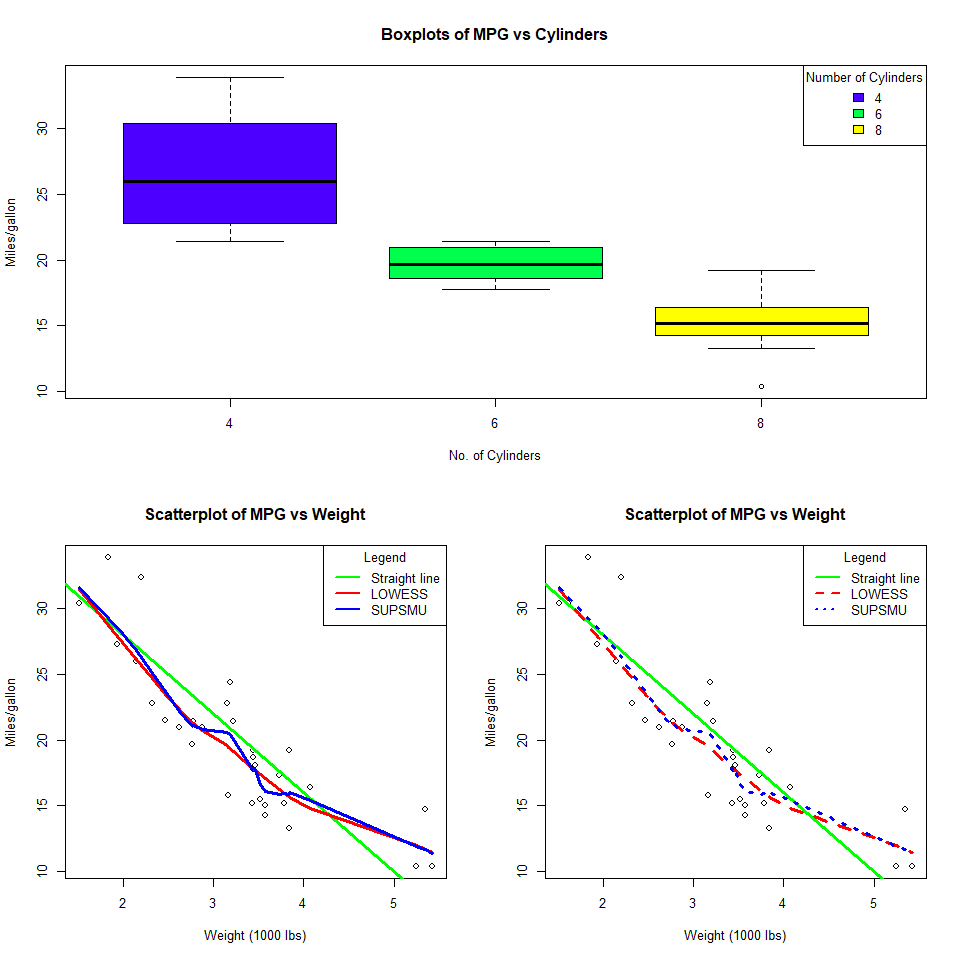 Boxplots of MPG vs Cylinders
Miles/gallon
30
25
20
15
10
4
6
8
No. of Cylinders
Number of Cylinders
4
6
8
Scatterplot of MPG vs Weight
Miles/gallon
30
25
20
15
10
2
3
4
5
Weight (1000 lbs)
Legend
Straight line
LOWESS
SUPSMU
Scatterplot of MPG vs Weight
Miles/gallon
30
25
20
15
10
2
3
4
5
Weight (1000 lbs)
Legend
Straight line
LOWESS
SUPSMU